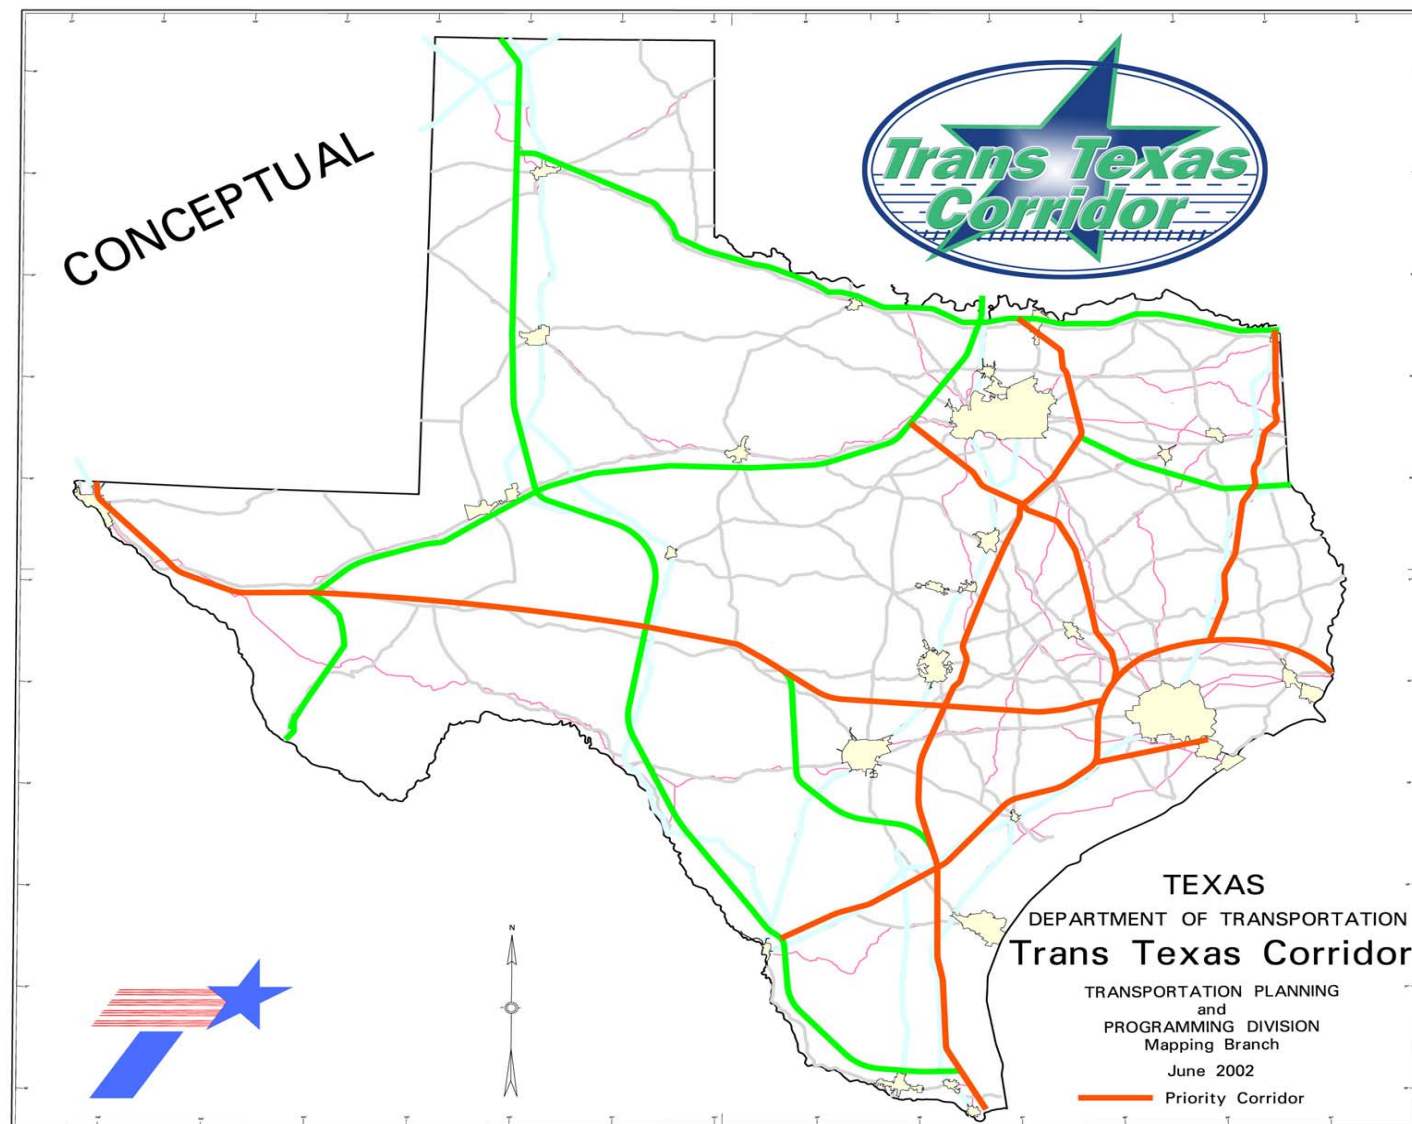 CONCEPTUAL
Trans Texas
Corridor
N
TEXAS
DEPARTMENT OF TRANSPORTATION
Trans Texas Corridor
TRANSPORTATION PLANNING
and
PROGRAMMING DIVISION
Mapping Branch
June 2002
Priority Corridor